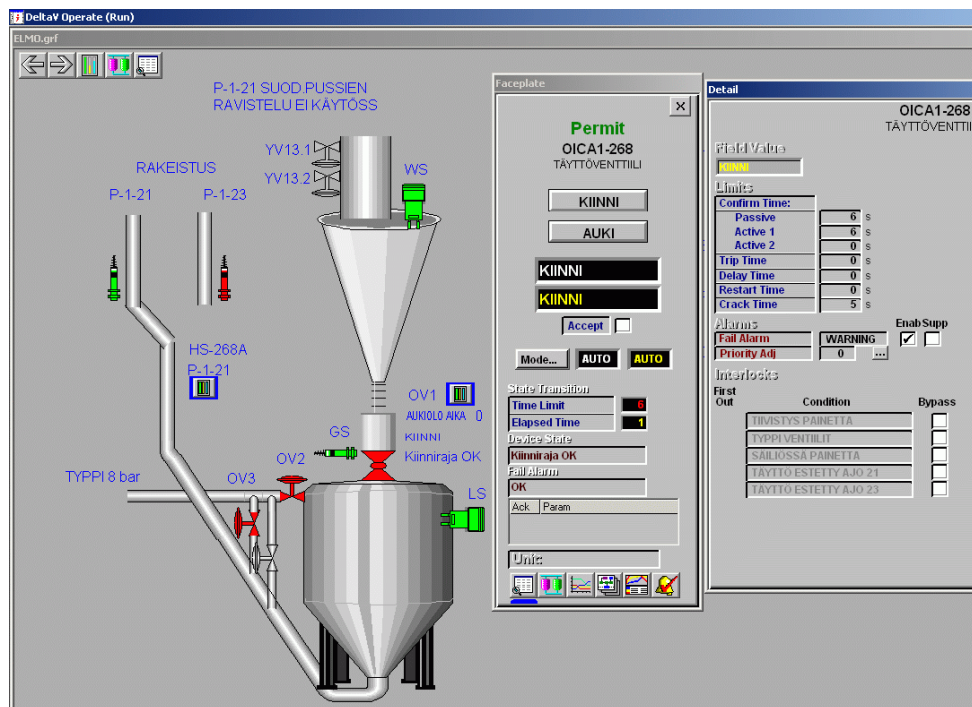 DeltaV Operate (Run)
ELMO.grf
P-1-21 SUOD.PUSSIEN
RAVISTELU EI KÄYTÖSS
YV13.1
YV13.2
WS
RAKEISTUS
P-1-21
P-1-23
HS-268A
P-1-21
OV1
AUKIOLO AIKA 0
KIINNI
Kiinniraja OK
GS
OV2
TYPPI 8 bar
OV3
LS
Faceplate
Permit
OICA1-268
TÄYTTÖVENTTIILI
KIINNI
AUKI
KIINNI
KIINNI
Accept
Mode... AUTO AUTO
State Transition
Time Limit 6
Elapsed Time 1
Device State
Kiinniraja OK
Fail Alarm
OK
Ack Param
Unit:
Detail
OICA1-268
TÄYTTÖVENTTIIL
Field Value
KIINNI
Limits
Confirm Time:
Passive 6 s
Active 1 6 s
Active 2 0 s
Trip Time 0 s
Delay Time 0 s
Restart Time 0 s
Crack Time 5 s
Alarms Enab Supp
Fail Alarm WARNING
Priority Adj 0 ...
Interlocks
First
Out Condition Bypass
TIIVISTYS PAINETTA
TYPPI VENTIILIT
SÄILIÖSSÄ PAINETTA
TÄYTTÖ ESTETTY AJO 21
TÄYTTÖ ESTETTY AJO 23